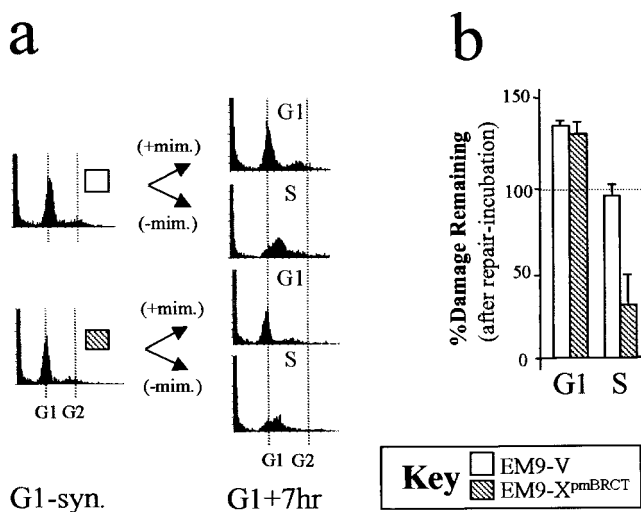 a
G1
(+mim.)
S
(-mim.)
G1
(+mim.)
S
(-mim.)
G1 G2
G1 G2
G1-syn.
G1+7hr
b
%Damage Remaining
(after repair-incubation)
150
100
50
0
G1 S
Key
EM9-V
EM9-XpmBRCT